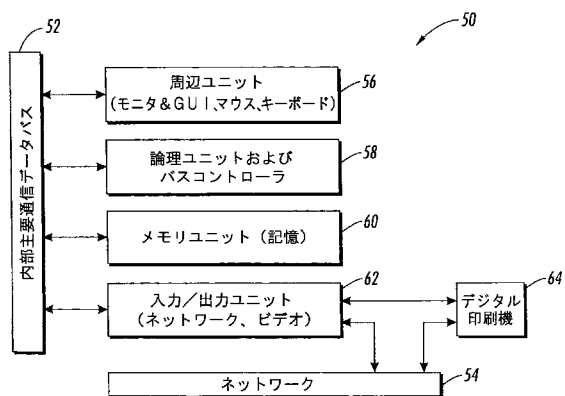 52
50
内部主要通信データバス
周辺ユニット
(モニタ&GUI、マウス、キーボード)
56
論理ユニットおよび
バスコントローラ
58
メモリユニット(記憶)
60
入力/出力ユニット
(ネットワーク、ビデオ)
62
デジタル
印刷機
64
ネットワーク
54